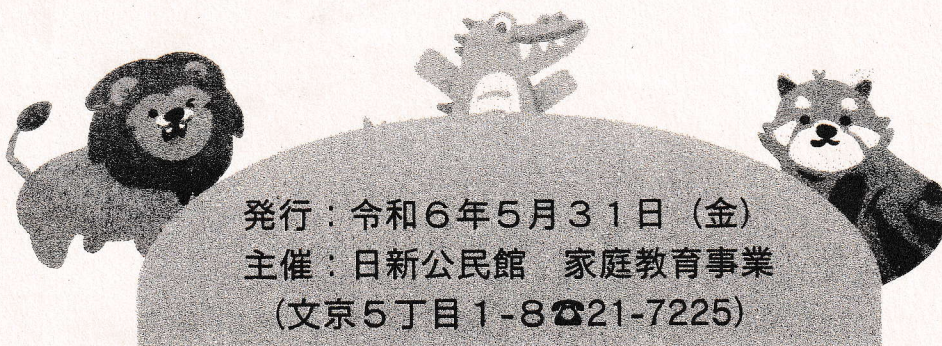 発行：令和６年５月３１日（金）
主催：日新公民館　家庭教育事業
（文京５丁目１-８☎21-7225）